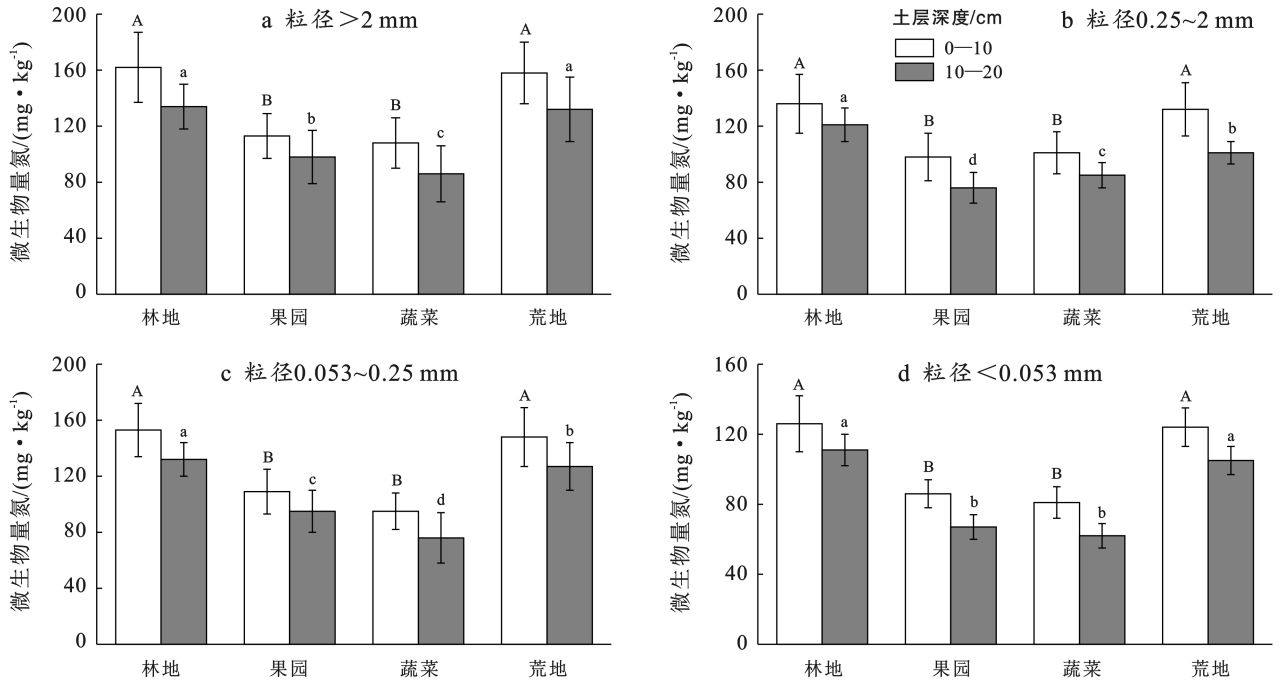 a 粒径＞2 mm
微生物量氮/(mg·kg⁻¹)
200
160
120
80
40
0
A
a
B
b
B
c
A
a
林地
果园
蔬菜
荒地
b 粒径0.25~2 mm
土层深度/cm
0—10
10—20
微生物量氮/(mg·kg⁻¹)
200
160
120
80
40
0
A
a
B
d
B
c
A
b
林地
果园
蔬菜
荒地
c 粒径0.053~0.25 mm
微生物量氮/(mg·kg⁻¹)
200
160
120
80
40
0
A
a
B
c
B
d
A
b
林地
果园
蔬菜
荒地
d 粒径＜0.053 mm
微生物量氮/(mg·kg⁻¹)
160
120
80
40
0
A
a
B
b
B
b
A
a
林地
果园
蔬菜
荒地